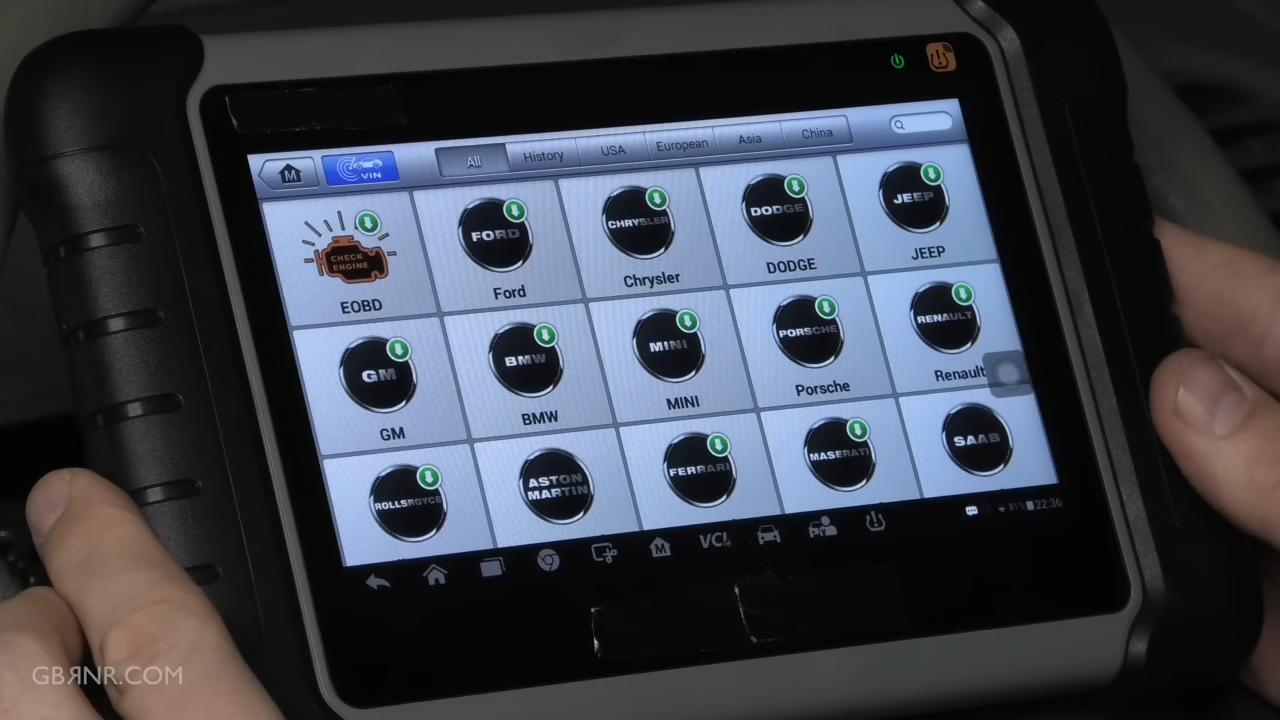 M
VIN
All
History
USA
European
Asia
China
CHECK
ENGINE
EOBD
FORD
Ford
CHRYSLER
Chrysler
DODGE
DODGE
JEEP
JEEP
GM
GM
BMW
BMW
MINI
MINI
PORSCHE
Porsche
RENAULT
Renault
ROLLSROYCE
ASTON
MARTIN
FERRARI
MASERATI
SAAB
M
VCI
81%
22:36
GBЯNR.COM